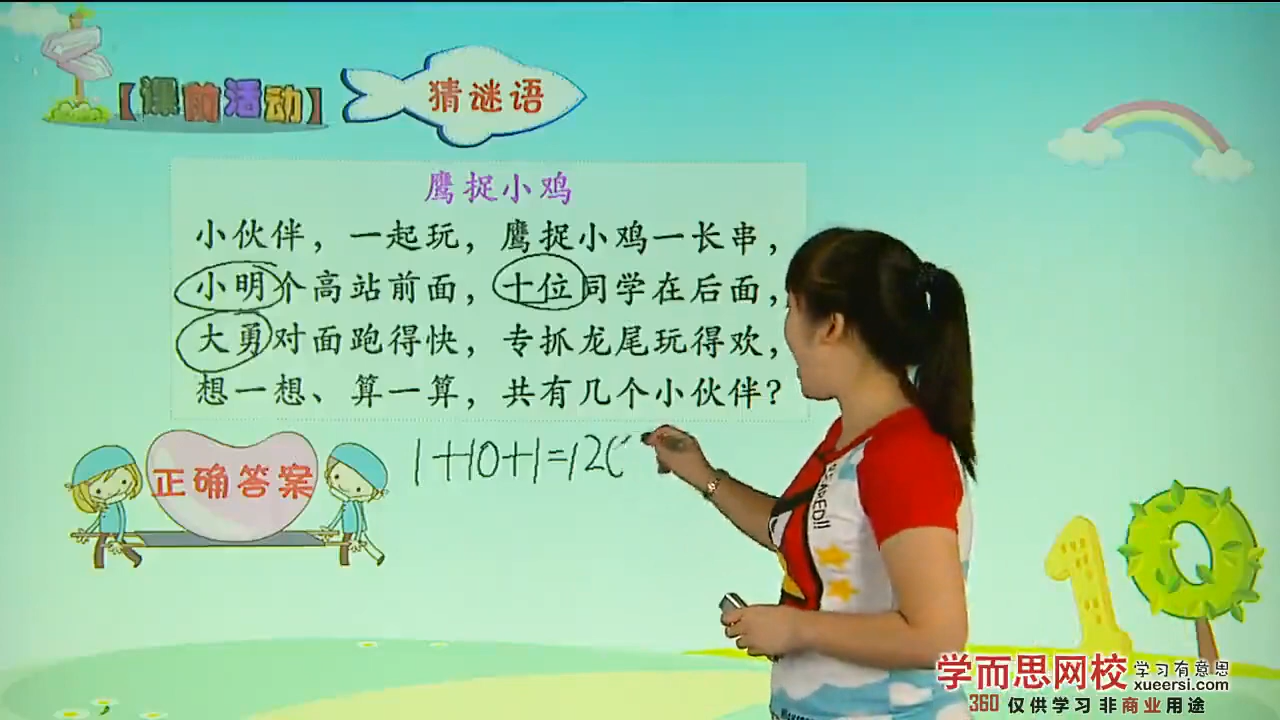 【课前活动】
猜谜语
鹰捉小鸡
小伙伴，一起玩，鹰捉小鸡一长串，
小明个高站前面，十位同学在后面，
大勇对面跑得快，专抓龙尾玩得欢，
想一想、算一算，共有几个小伙伴？
正确答案
1+10+1=12(
10
学而思网校 学习有意思
xueersi.com
360 仅供学习 非商业用途